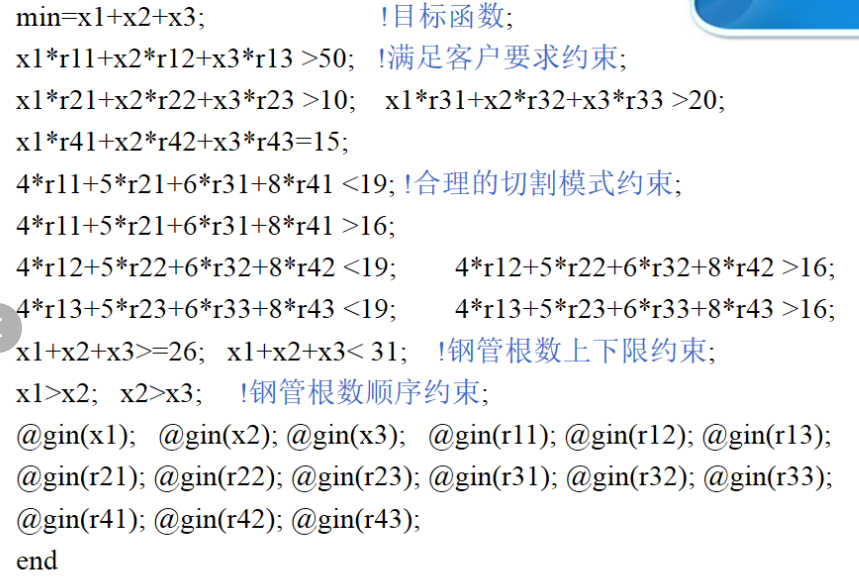 min=x1+x2+x3; !目标函数;
x1*r11+x2*r12+x3*r13 >50; !满足客户要求约束;
x1*r21+x2*r22+x3*r23 >10; x1*r31+x2*r32+x3*r33 >20;
x1*r41+x2*r42+x3*r43=15;
4*r11+5*r21+6*r31+8*r41 <19; !合理的切割模式约束;
4*r11+5*r21+6*r31+8*r41 >16;
4*r12+5*r22+6*r32+8*r42 <19; 4*r12+5*r22+6*r32+8*r42 >16;
4*r13+5*r23+6*r33+8*r43 <19; 4*r13+5*r23+6*r33+8*r43 >16;
x1+x2+x3>=26; x1+x2+x3< 31; !钢管根数上下限约束;
x1>x2; x2>x3; !钢管根数顺序约束;
@gin(x1); @gin(x2); @gin(x3); @gin(r11); @gin(r12); @gin(r13);
@gin(r21); @gin(r22); @gin(r23); @gin(r31); @gin(r32); @gin(r33);
@gin(r41); @gin(r42); @gin(r43);
end